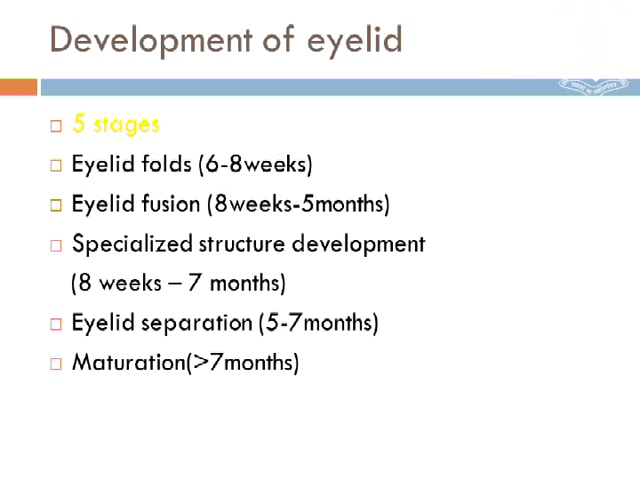 Development of eyelid
5 stages
Eyelid folds (6-8weeks)
Eyelid fusion (8weeks-5months)
Specialized structure development
(8 weeks – 7 months)
Eyelid separation (5-7months)
Maturation(>7months)